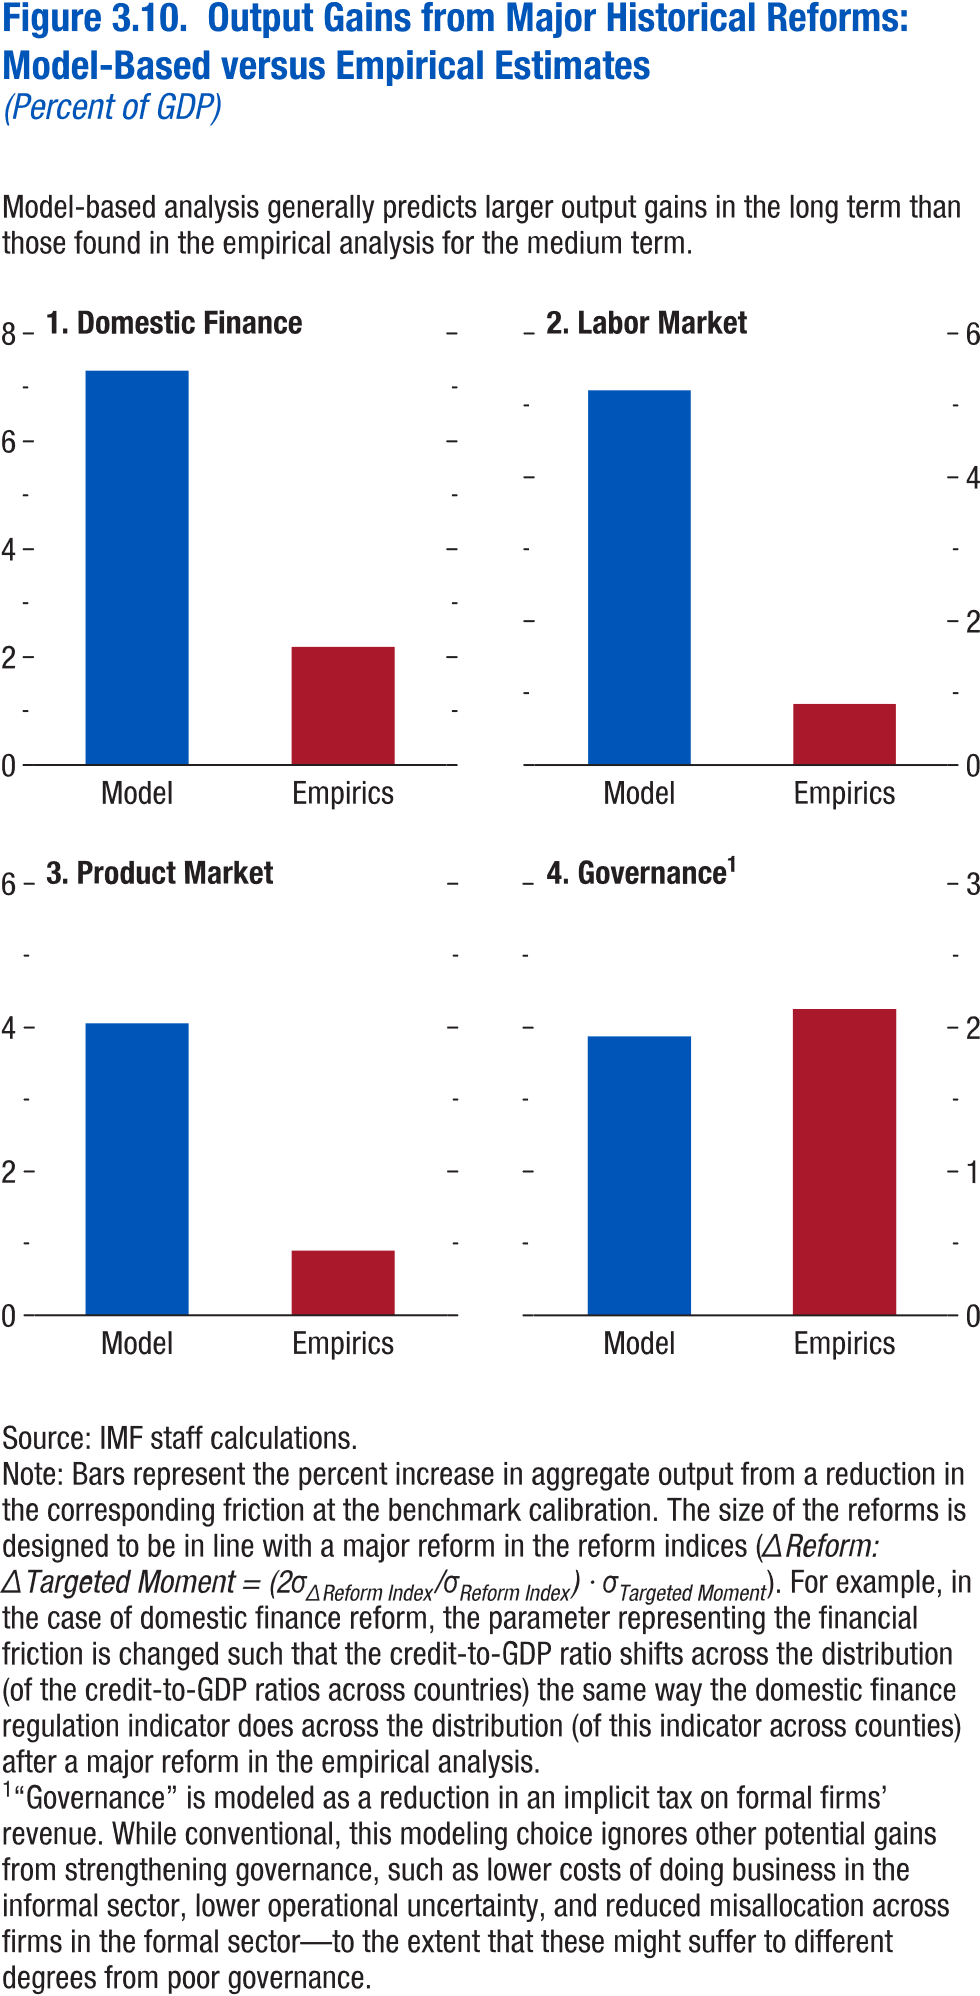 Figure 3.10.  Output Gains from Major Historical Reforms:
Model-Based versus Empirical Estimates
(Percent of GDP)
Model-based analysis generally predicts larger output gains in the long term than
those found in the empirical analysis for the medium term.
1. Domestic Finance
8
6
4
2
0
Model
Empirics
2. Labor Market
6
4
2
0
Model
Empirics
3. Product Market
6
4
2
0
Model
Empirics
4. Governance¹
3
2
1
0
Model
Empirics
Source: IMF staff calculations.
Note: Bars represent the percent increase in aggregate output from a reduction in
the corresponding friction at the benchmark calibration. The size of the reforms is
designed to be in line with a major reform in the reform indices (Δ Reform:
Δ Targeted Moment = (2σΔ Reform Index/σReform Index) · σTargeted Moment). For example, in
the case of domestic finance reform, the parameter representing the financial
friction is changed such that the credit-to-GDP ratio shifts across the distribution
(of the credit-to-GDP ratios across countries) the same way the domestic finance
regulation indicator does across the distribution (of this indicator across counties)
after a major reform in the empirical analysis.
¹“Governance” is modeled as a reduction in an implicit tax on formal firms’
revenue. While conventional, this modeling choice ignores other potential gains
from strengthening governance, such as lower costs of doing business in the
informal sector, lower operational uncertainty, and reduced misallocation across
firms in the formal sector—to the extent that these might suffer to different
degrees from poor governance.